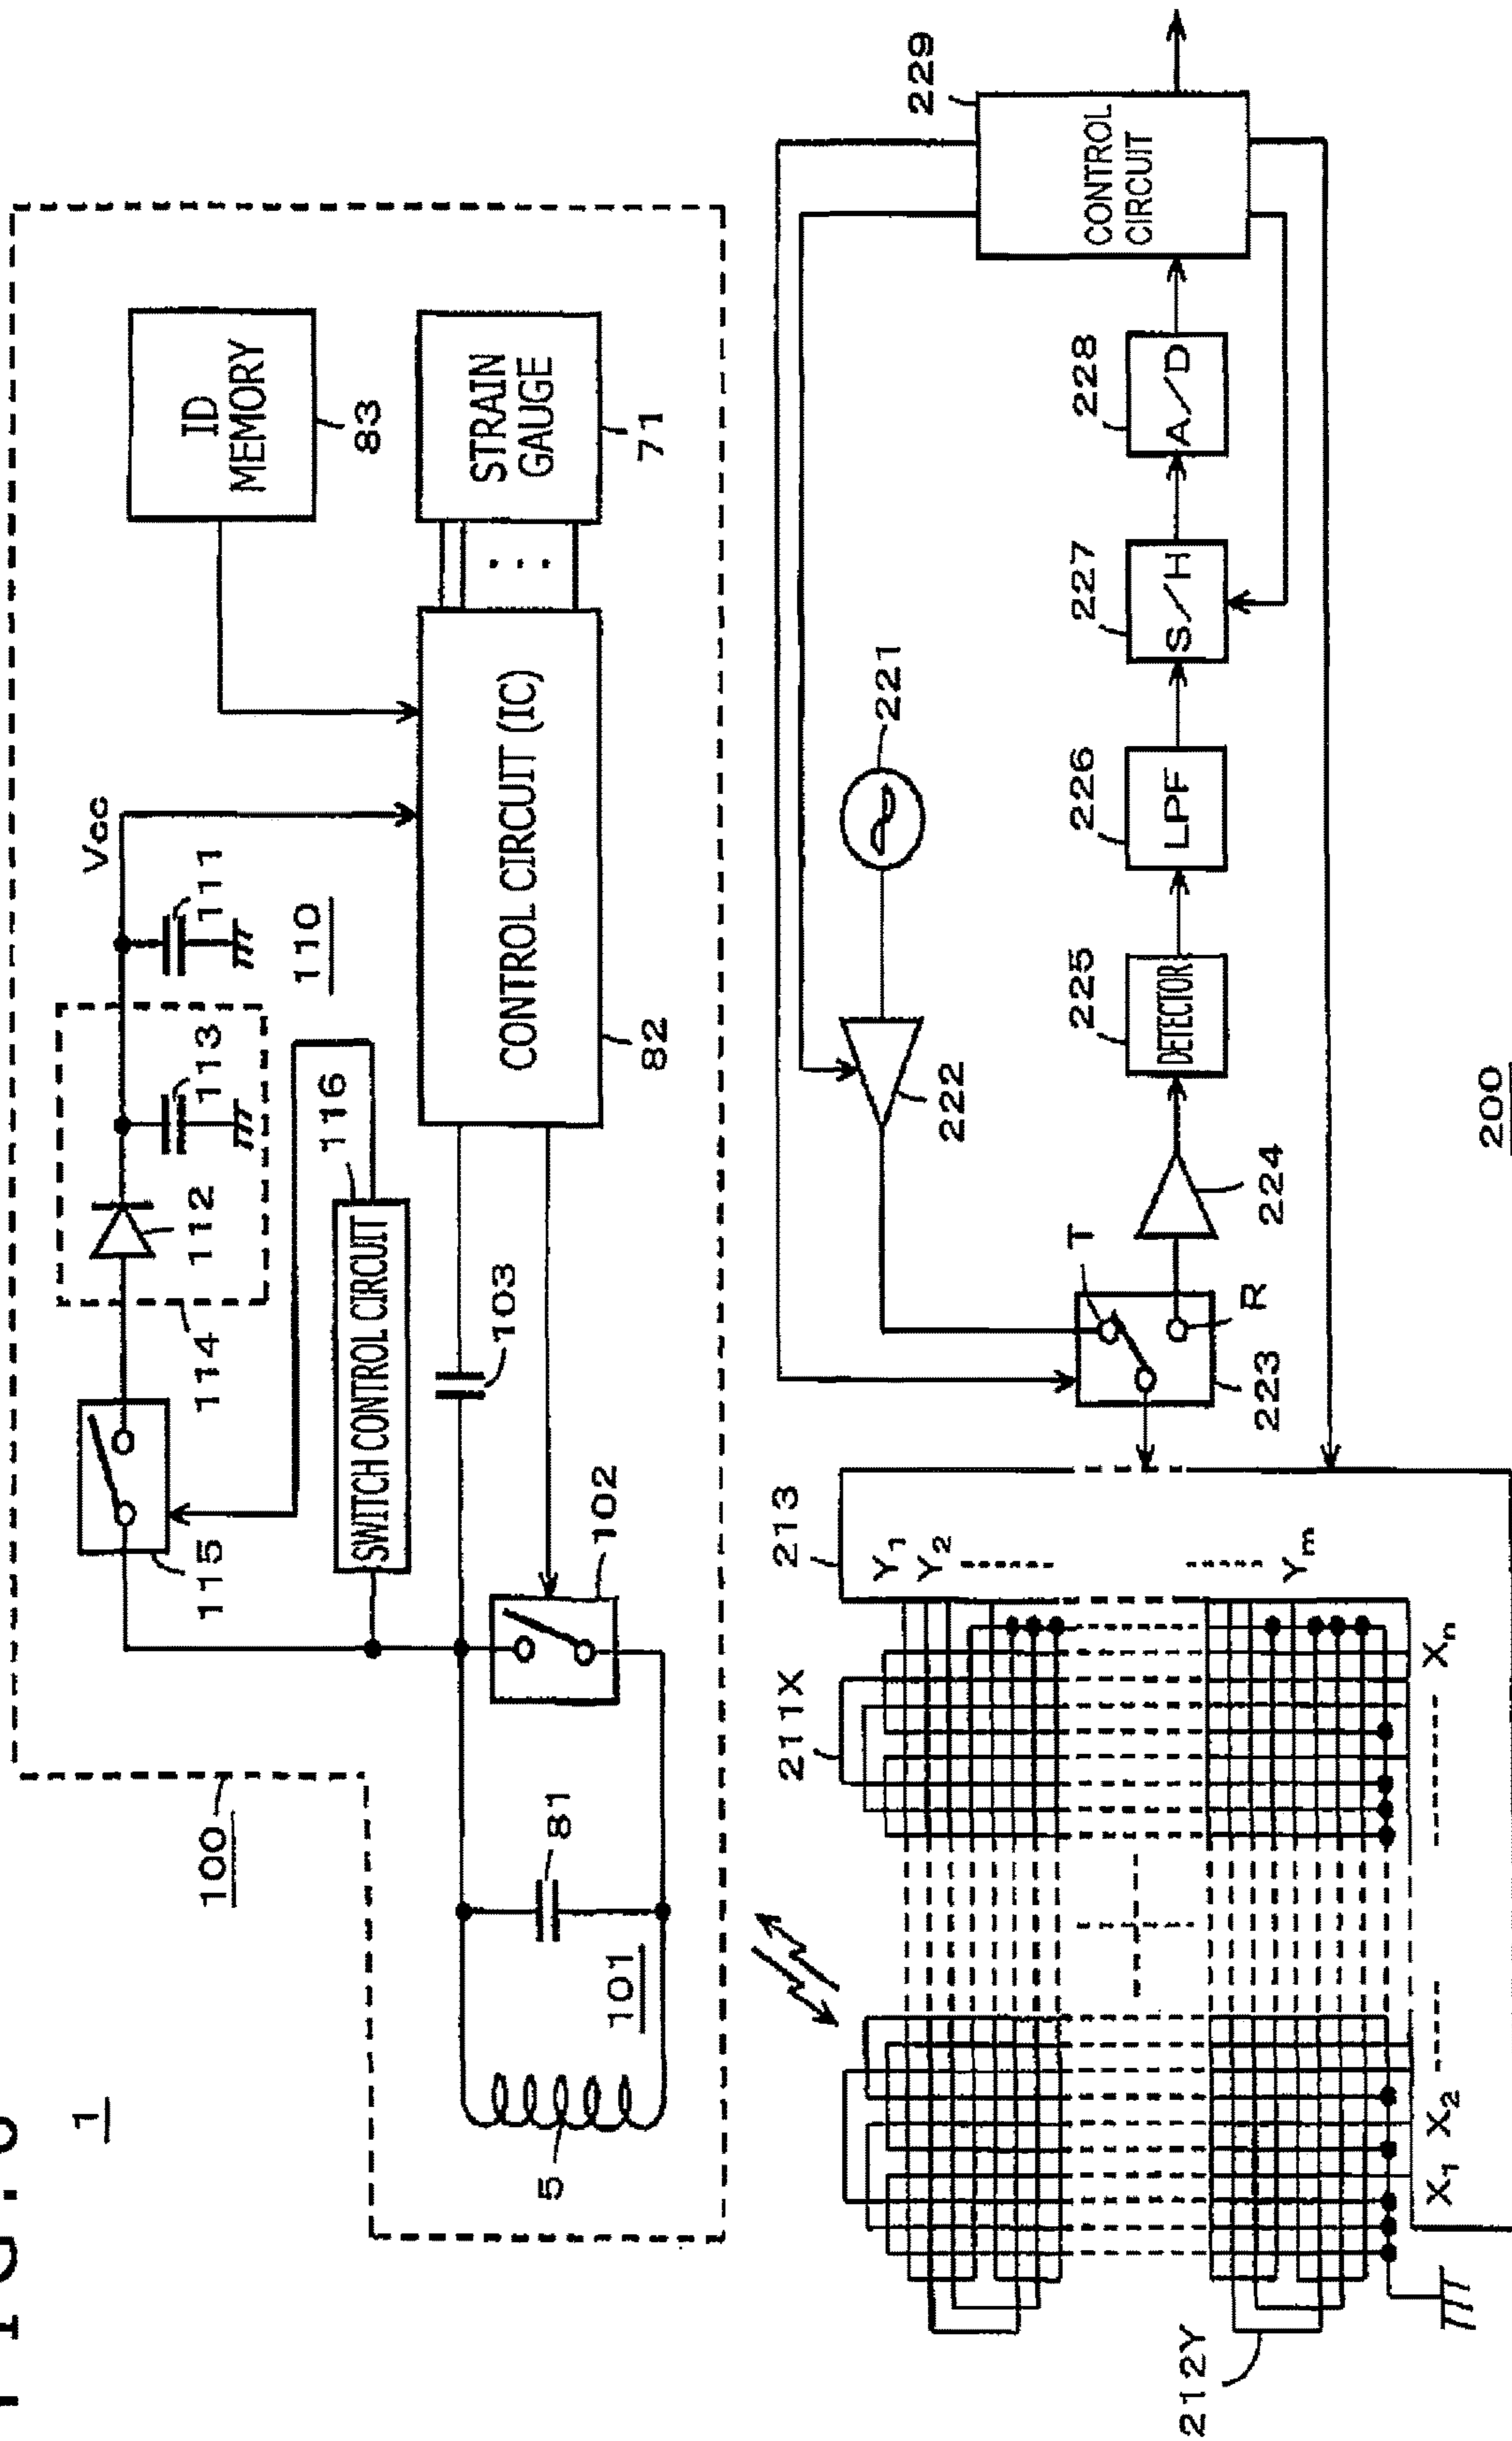 1
100
Vcc
ID
MEMORY
83
111
110
113
112
114
115
116
SWITCH CONTROL CIRCUIT
STRAIN
GAUGE
71
CONTROL CIRCUIT (IC)
82
103
102
81
101
5
229
CONTROL
CIRCUIT
228
A/D
227
S/H
226
LPF
225
DETECTOR
221
222
224
T
R
223
213
Y1
Y2
Ym
211X
Xn
X2
X1
212Y
200